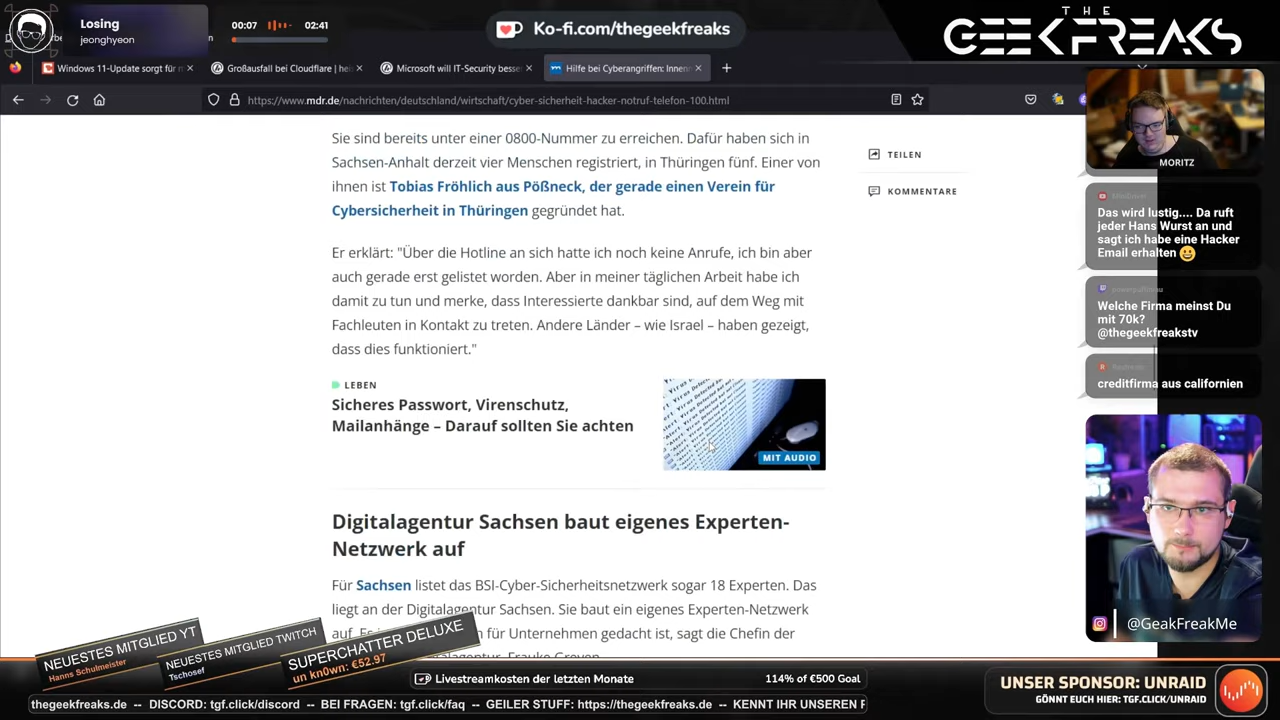 Losing
jeonghyeon
00:07
02:41
Ko-fi.com/thegeekfreaks
THE
GEEKFREAKS
Windows 11-Update sorgt für n
Großausfall bei Cloudflare | heis
Microsoft will IT-Security besser
Hilfe bei Cyberangriffen: Innenm
https://www.mdr.de/nachrichten/deutschland/wirtschaft/cyber-sicherheit-hacker-notruf-telefon-100.html
Sie sind bereits unter einer 0800-Nummer zu erreichen. Dafür haben sich in
Sachsen-Anhalt derzeit vier Menschen registriert, in Thüringen fünf. Einer von
ihnen ist Tobias Fröhlich aus Pößneck, der gerade einen Verein für
Cybersicherheit in Thüringen gegründet hat.
Er erklärt: "Über die Hotline an sich hatte ich noch keine Anrufe, ich bin aber
auch gerade erst gelistet worden. Aber in meiner täglichen Arbeit habe ich
damit zu tun und merke, dass Interessierte dankbar sind, auf dem Weg mit
Fachleuten in Kontakt zu treten. Andere Länder – wie Israel – haben gezeigt,
dass dies funktioniert."
LEBEN
Sicheres Passwort, Virenschutz,
Mailanhänge – Darauf sollten Sie achten
MIT AUDIO
Digitalagentur Sachsen baut eigenes Experten-
Netzwerk auf
Für Sachsen listet das BSI-Cyber-Sicherheitsnetzwerk sogar 18 Experten. Das
liegt an der Digitalagentur Sachsen. Sie baut ein eigenes Experten-Netzwerk
auf. für Unternehmen gedacht ist, sagt die Chefin der
TEILEN
KOMMENTARE
MORITZ
Das wird lustig.... Da ruft
jeder Hans Wurst an und
sagt ich habe eine Hacker
Email erhalten 😀
Welche Firma meinst Du
mit 70k?
@thegeekfreakstv
creditfirma aus californien
@GeakFreakMe
NEUESTES MITGLIED YT
Hanns Schulmeister
NEUESTES MITGLIED TWITCH
Tschosef
SUPERCHATTER DELUXE
un kn0wn: €52.97
Livestreamkosten der letzten Monate
114% of €500 Goal
UNSER SPONSOR: UNRAID
GÖNNT EUCH HIER: TGF.CLICK/UNRAID
thegeekfreaks.de -- DISCORD: tgf.click/discord -- BEI FRAGEN: tgf.click/faq -- GEILER STUFF: https://thegeekfreaks.de -- KENNT IHR UNSEREN F